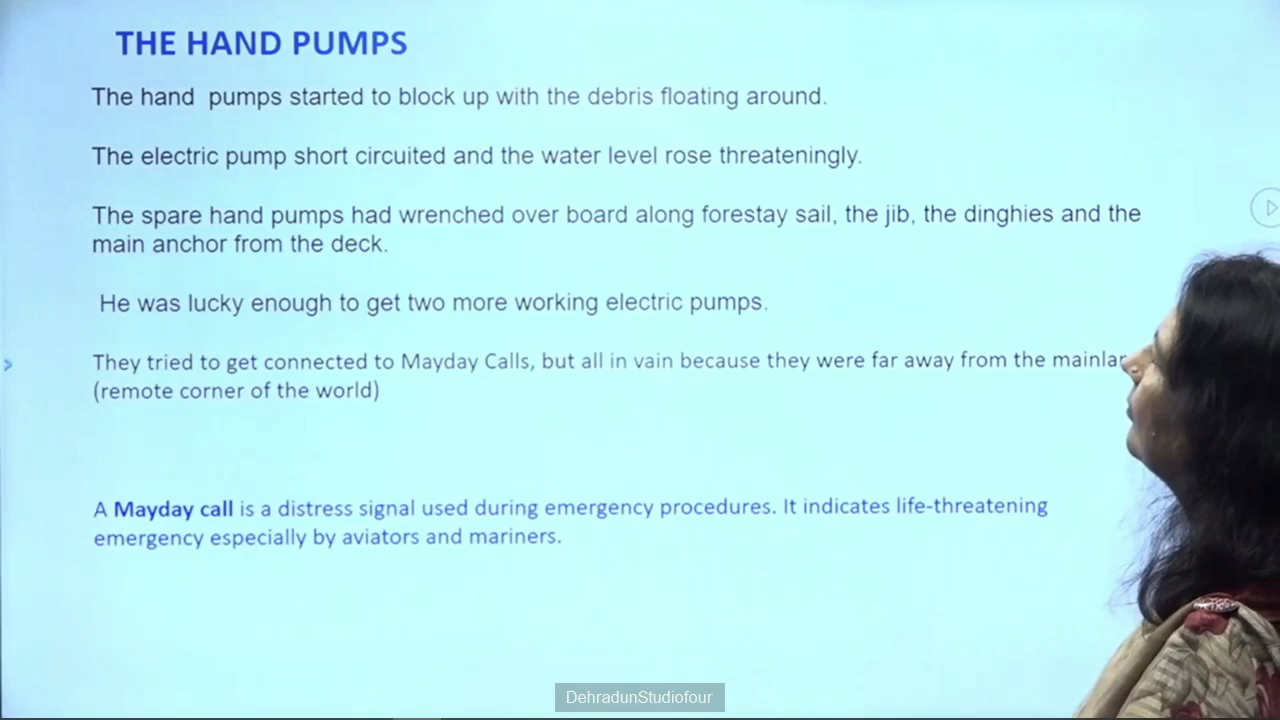 THE HAND PUMPS
The hand pumps started to block up with the debris floating around.
The electric pump short circuited and the water level rose threateningly.
The spare hand pumps had wrenched over board along forestay sail, the jib, the dinghies and the
main anchor from the deck.
He was lucky enough to get two more working electric pumps.
They tried to get connected to Mayday Calls, but all in vain because they were far away from the
(remote corner of the world)
A Mayday call is a distress signal used during emergency procedures. It indicates life-threatening
emergency especially by aviators and mariners.
DehradunStudiofour